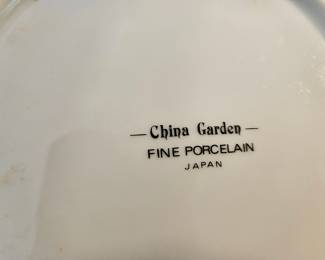 — China Garden —
FINE PORCELAIN
JAPAN